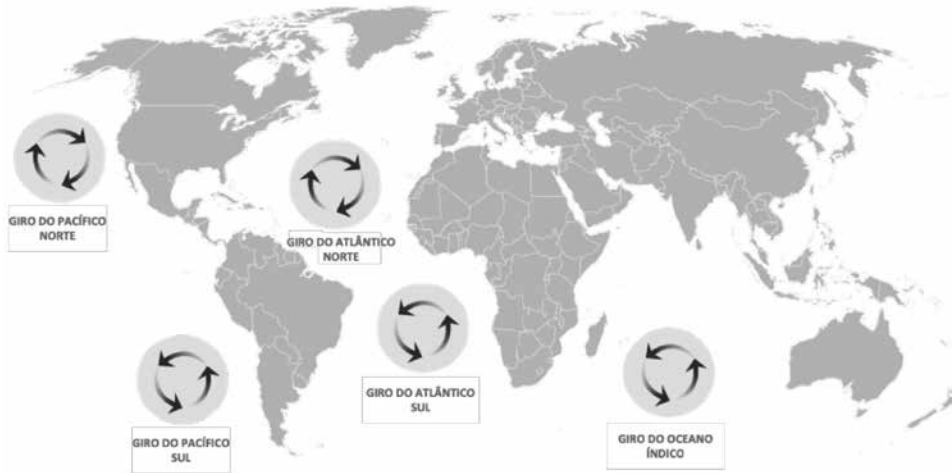 GIRO DO PACÍFICO
NORTE
GIRO DO ATLÂNTICO
NORTE
GIRO DO ATLÂNTICO
SUL
GIRO DO PACÍFICO
SUL
GIRO DO OCEANO
ÍNDICO